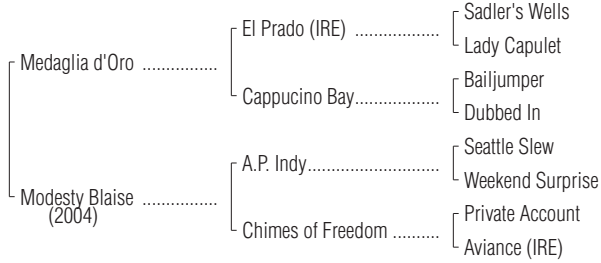 Sadler's Wells
El Prado (IRE) ..................
Lady Capulet
Medaglia d'Oro ................
Bailjumper
Cappucino Bay..................
Dubbed In
Seattle Slew
A.P. Indy............................
Weekend Surprise
Modesty Blaise ................
(2004)
Private Account
Chimes of Freedom ..........
Aviance (IRE)